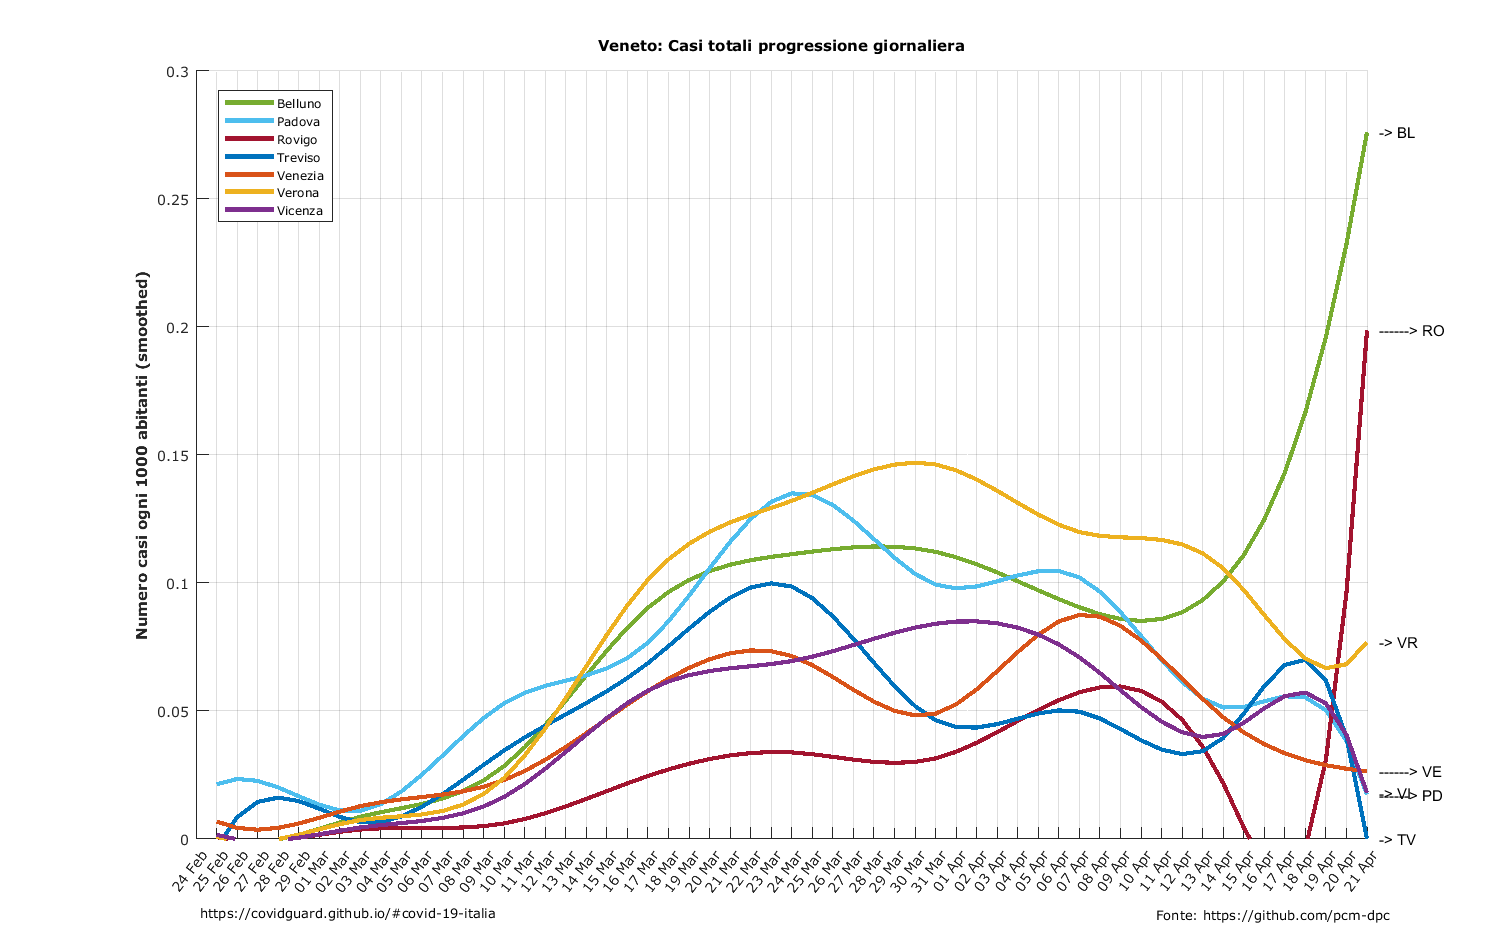 Veneto: Casi totali progressione giornaliera
Numero casi ogni 1000 abitanti (smoothed)
0.3
0.25
0.2
0.15
0.1
0.05
0
Belluno
Padova
Rovigo
Treviso
Venezia
Verona
Vicenza
-> BL
------> RO
-> VR
------> VE
-> VI
------> PD
-> TV
24 Feb
25 Feb
26 Feb
27 Feb
28 Feb
29 Feb
01 Mar
02 Mar
03 Mar
04 Mar
05 Mar
06 Mar
07 Mar
08 Mar
09 Mar
10 Mar
11 Mar
12 Mar
13 Mar
14 Mar
15 Mar
16 Mar
17 Mar
18 Mar
19 Mar
20 Mar
21 Mar
22 Mar
23 Mar
24 Mar
25 Mar
26 Mar
27 Mar
28 Mar
29 Mar
30 Mar
31 Mar
01 Apr
02 Apr
03 Apr
04 Apr
05 Apr
06 Apr
07 Apr
08 Apr
09 Apr
10 Apr
11 Apr
12 Apr
13 Apr
14 Apr
15 Apr
16 Apr
17 Apr
18 Apr
19 Apr
20 Apr
21 Apr
https://covidguard.github.io/#covid-19-italia
Fonte: https://github.com/pcm-dpc